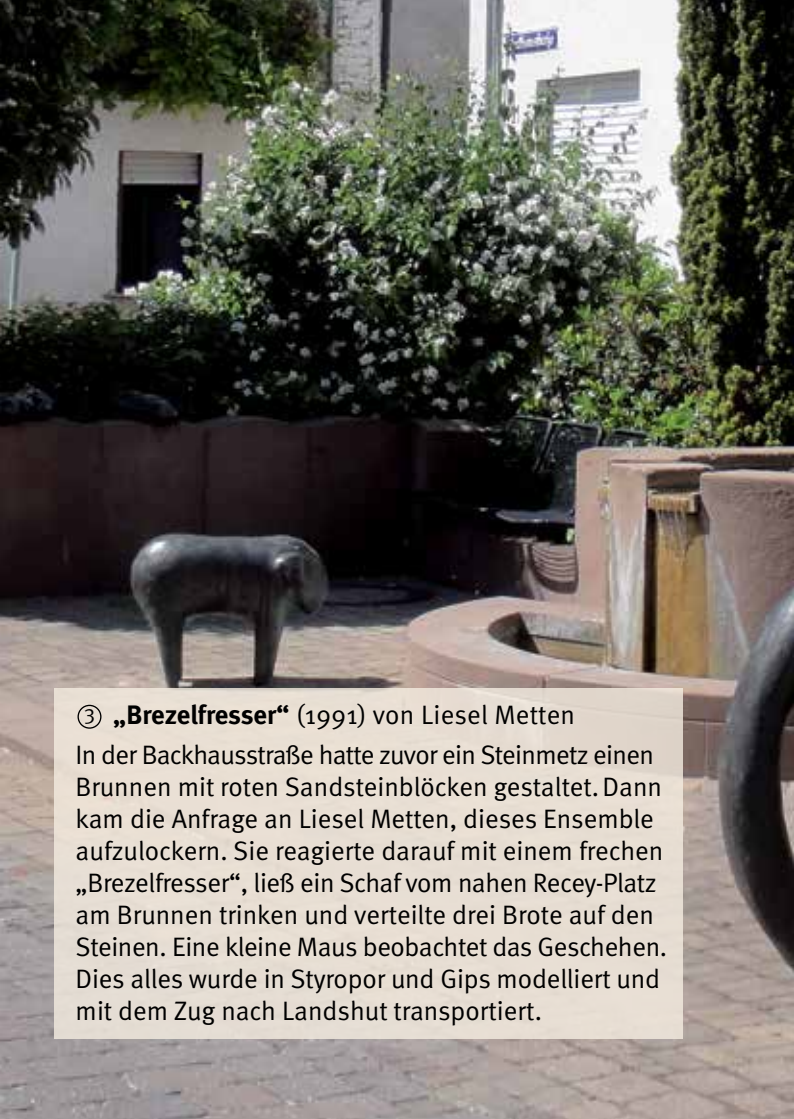 ③ „Brezelfresser“ (1991) von Liesel Metten
In der Backhausstraße hatte zuvor ein Steinmetz einen
Brunnen mit roten Sandsteinblöcken gestaltet. Dann
kam die Anfrage an Liesel Metten, dieses Ensemble
aufzulockern. Sie reagierte darauf mit einem frechen
„Brezelfresser“, ließ ein Schaf vom nahen Recey-Platz
am Brunnen trinken und verteilte drei Brote auf den
Steinen. Eine kleine Maus beobachtet das Geschehen.
Dies alles wurde in Styropor und Gips modelliert und
mit dem Zug nach Landshut transportiert.